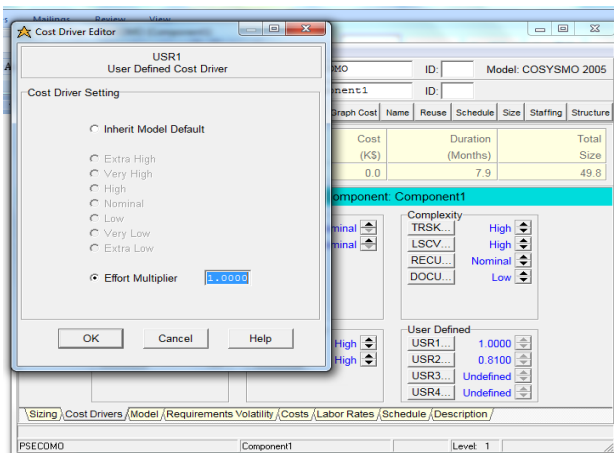 Mailings Review View
Cost Driver Editor
USR1
User Defined Cost Driver
Cost Driver Setting
Inherit Model Default
Extra High
Very High
High
Nominal
Low
Very Low
Extra Low
Effort Multiplier 1.0000
OK Cancel Help
ID: Model: COSYSMO 2005
ID:
Graph Cost Name Reuse Schedule Size Staffing Structure
Cost Duration Total
(K$) (Months) Size
0.0 7.9 49.8
Component: Component1
Complexity
TRSK... High
LSCV... High
RECU... Nominal
DOCU... Low
High
High
User Defined
USR1... 1.0000
USR2... 0.8100
USR3... Undefined
USR4... Undefined
Sizing Cost Drivers Model Requirements Volatility Costs Labor Rates Schedule Description
PSECOMO Component1 Level: 1